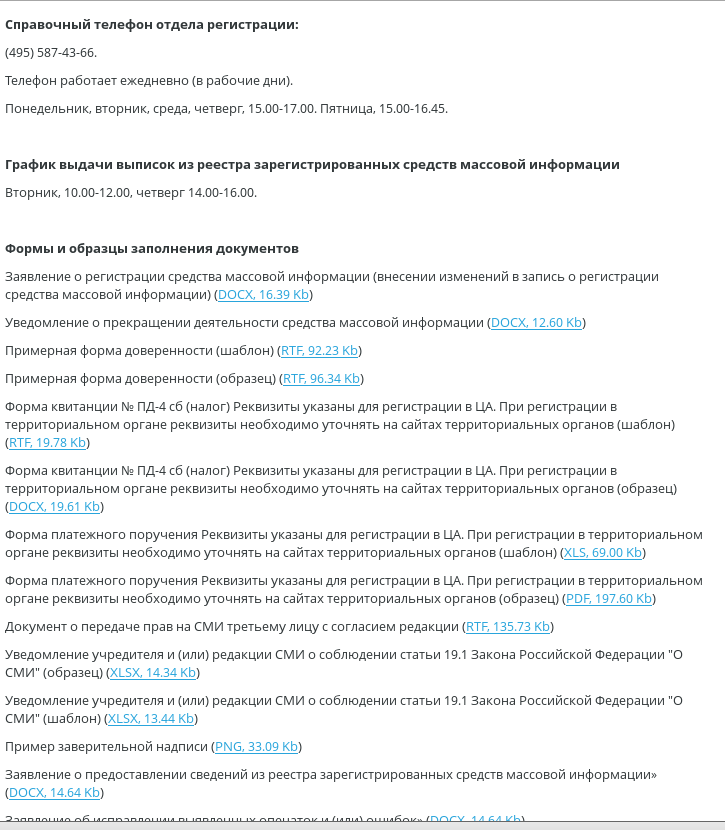 Справочный телефон отдела регистрации:
(495) 587-43-66.
Телефон работает ежедневно (в рабочие дни).
Понедельник, вторник, среда, четверг, 15.00-17.00. Пятница, 15.00-16.45.
График выдачи выписок из реестра зарегистрированных средств массовой информации
Вторник, 10.00-12.00, четверг 14.00-16.00.
Формы и образцы заполнения документов
Заявление о регистрации средства массовой информации (внесении изменений в запись о регистрации
средства массовой информации) (DOCX, 16.39 Kb)
Уведомление о прекращении деятельности средства массовой информации (DOCX, 12.60 Kb)
Примерная форма доверенности (шаблон) (RTF, 92.23 Kb)
Примерная форма доверенности (образец) (RTF, 96.34 Kb)
Форма квитанции № ПД-4 сб (налог) Реквизиты указаны для регистрации в ЦА. При регистрации в
территориальном органе реквизиты необходимо уточнять на сайтах территориальных органов (шаблон)
(RTF, 19.78 Kb)
Форма квитанции № ПД-4 сб (налог) Реквизиты указаны для регистрации в ЦА. При регистрации в
территориальном органе реквизиты необходимо уточнять на сайтах территориальных органов (образец)
(DOCX, 19.61 Kb)
Форма платежного поручения Реквизиты указаны для регистрации в ЦА. При регистрации в территориальном
органе реквизиты необходимо уточнять на сайтах территориальных органов (шаблон) (XLS, 69.00 Kb)
Форма платежного поручения Реквизиты указаны для регистрации в ЦА. При регистрации в территориальном
органе реквизиты необходимо уточнять на сайтах территориальных органов (образец) (PDF, 197.60 Kb)
Документ о передаче прав на СМИ третьему лицу с согласием редакции (RTF, 135.73 Kb)
Уведомление учредителя и (или) редакции СМИ о соблюдении статьи 19.1 Закона Российской Федерации "О
СМИ" (образец) (XLSX, 14.34 Kb)
Уведомление учредителя и (или) редакции СМИ о соблюдении статьи 19.1 Закона Российской Федерации "О
СМИ" (шаблон) (XLSX, 13.44 Kb)
Пример заверительной надписи (PNG, 33.09 Kb)
Заявление о предоставлении сведений из реестра зарегистрированных средств массовой информации»
(DOCX, 14.64 Kb)
Заявление об исправлении выявленных опечаток и (или) ошибок» (DOCX, 14.64 Kb)